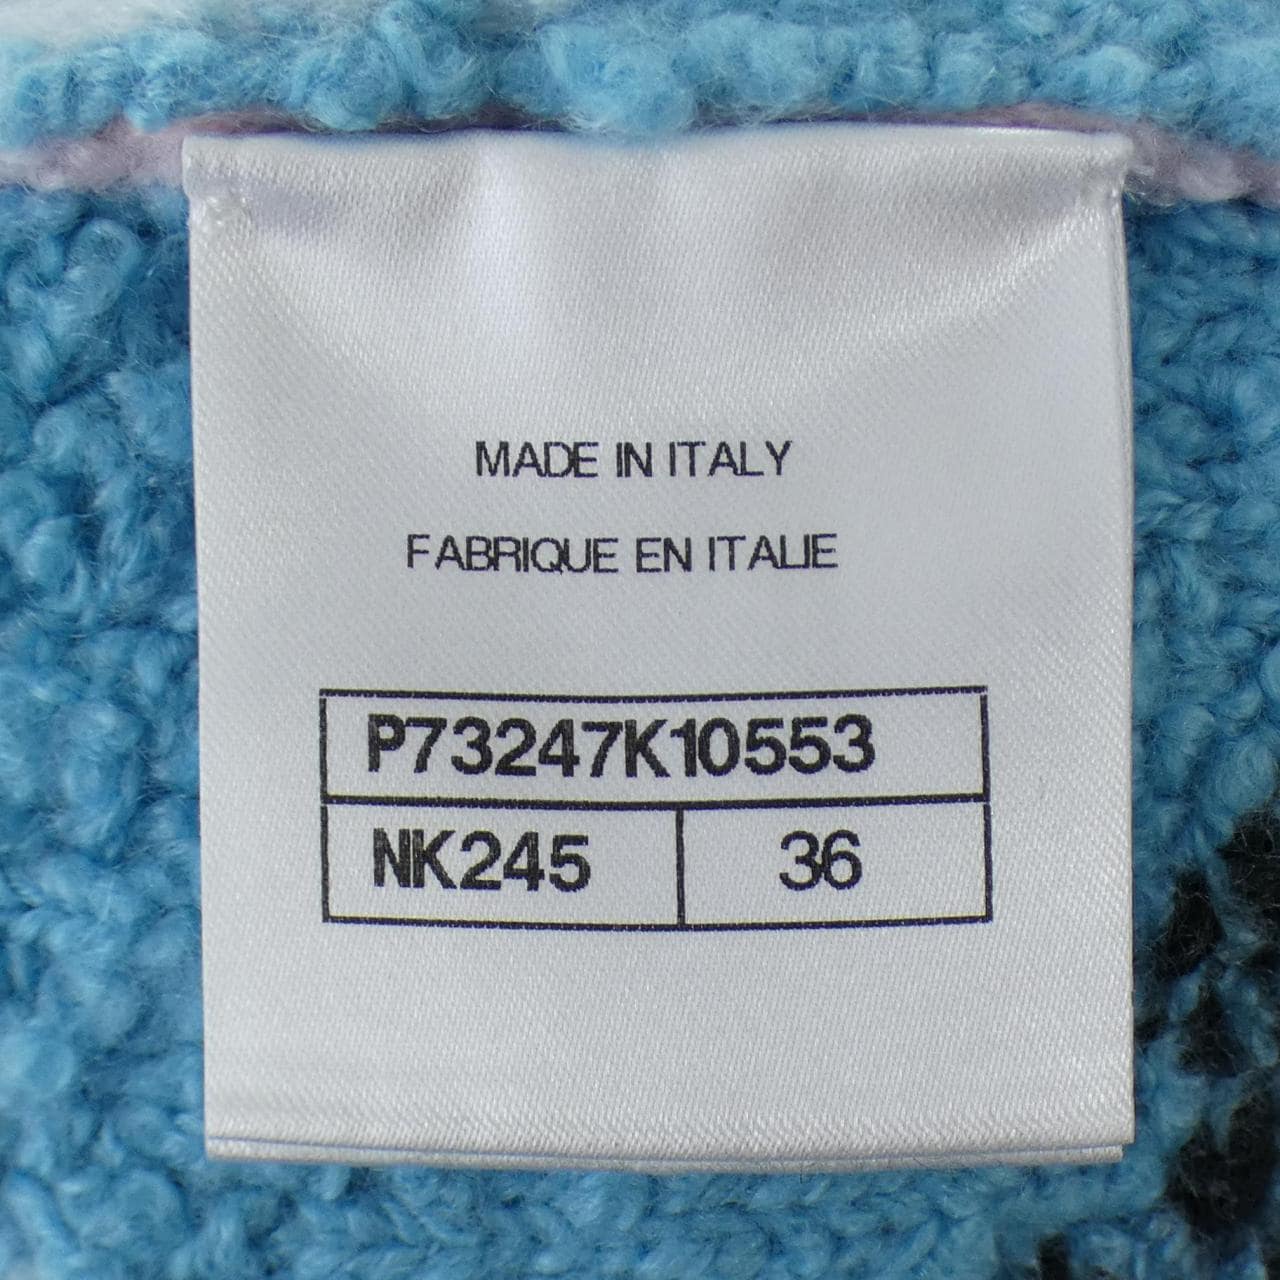 MADE IN ITALY
FABRIQUE EN ITALIE
P73247K10553
NK245 36